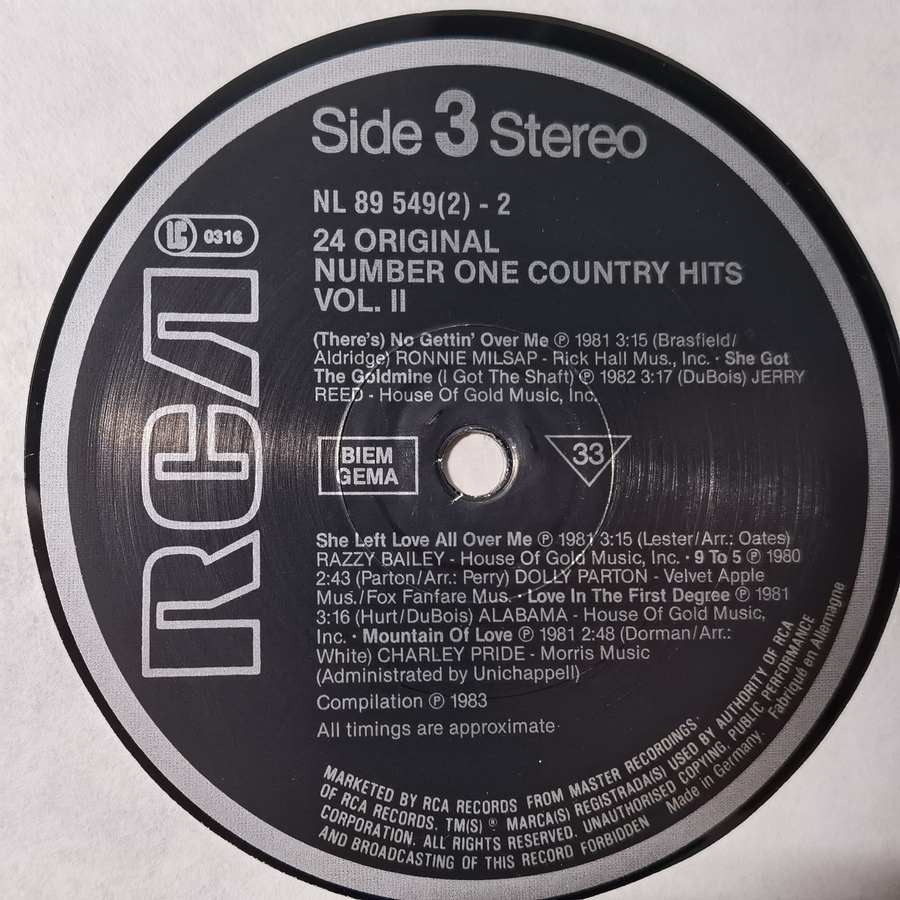 Side 3 Stereo
NL 89 549(2) - 2
LC 0316
24 ORIGINAL
NUMBER ONE COUNTRY HITS
VOL. II
RCA
(There's) No Gettin' Over Me ℗ 1981 3:15 (Brasfield/
Aldridge) RONNIE MILSAP - Rick Hall Mus., Inc. · She Got
The Goldmine (I Got The Shaft) ℗ 1982 3:17 (DuBois) JERRY
REED - House Of Gold Music, Inc.
BIEM
GEMA
33
She Left Love All Over Me ℗ 1981 3:15 (Lester/Arr.: Oates)
RAZZY BAILEY - House Of Gold Music, Inc. · 9 To 5 ℗ 1980
2:43 (Parton/Arr.: Perry) DOLLY PARTON - Velvet Apple
Mus./Fox Fanfare Mus. · Love In The First Degree ℗ 1981
3:16 (Hurt/DuBois) ALABAMA - House Of Gold Music,
Inc. · Mountain Of Love ℗ 1981 2:48 (Dorman/Arr.:
White) CHARLEY PRIDE - Morris Music
(Administrated by Unichappell)
Compilation ℗ 1983
All timings are approximate
MARKETED BY RCA RECORDS FROM MASTER RECORDINGS
OF RCA RECORDS. TM(S) ® MARCA(S) REGISTRADA(S) USED BY AUTHORITY OF RCA
CORPORATION. ALL RIGHTS RESERVED. UNAUTHORISED COPYING, PUBLIC PERFORMANCE
AND BROADCASTING OF THIS RECORD FORBIDDEN Made in Germany. Fabriqué en Allemagne